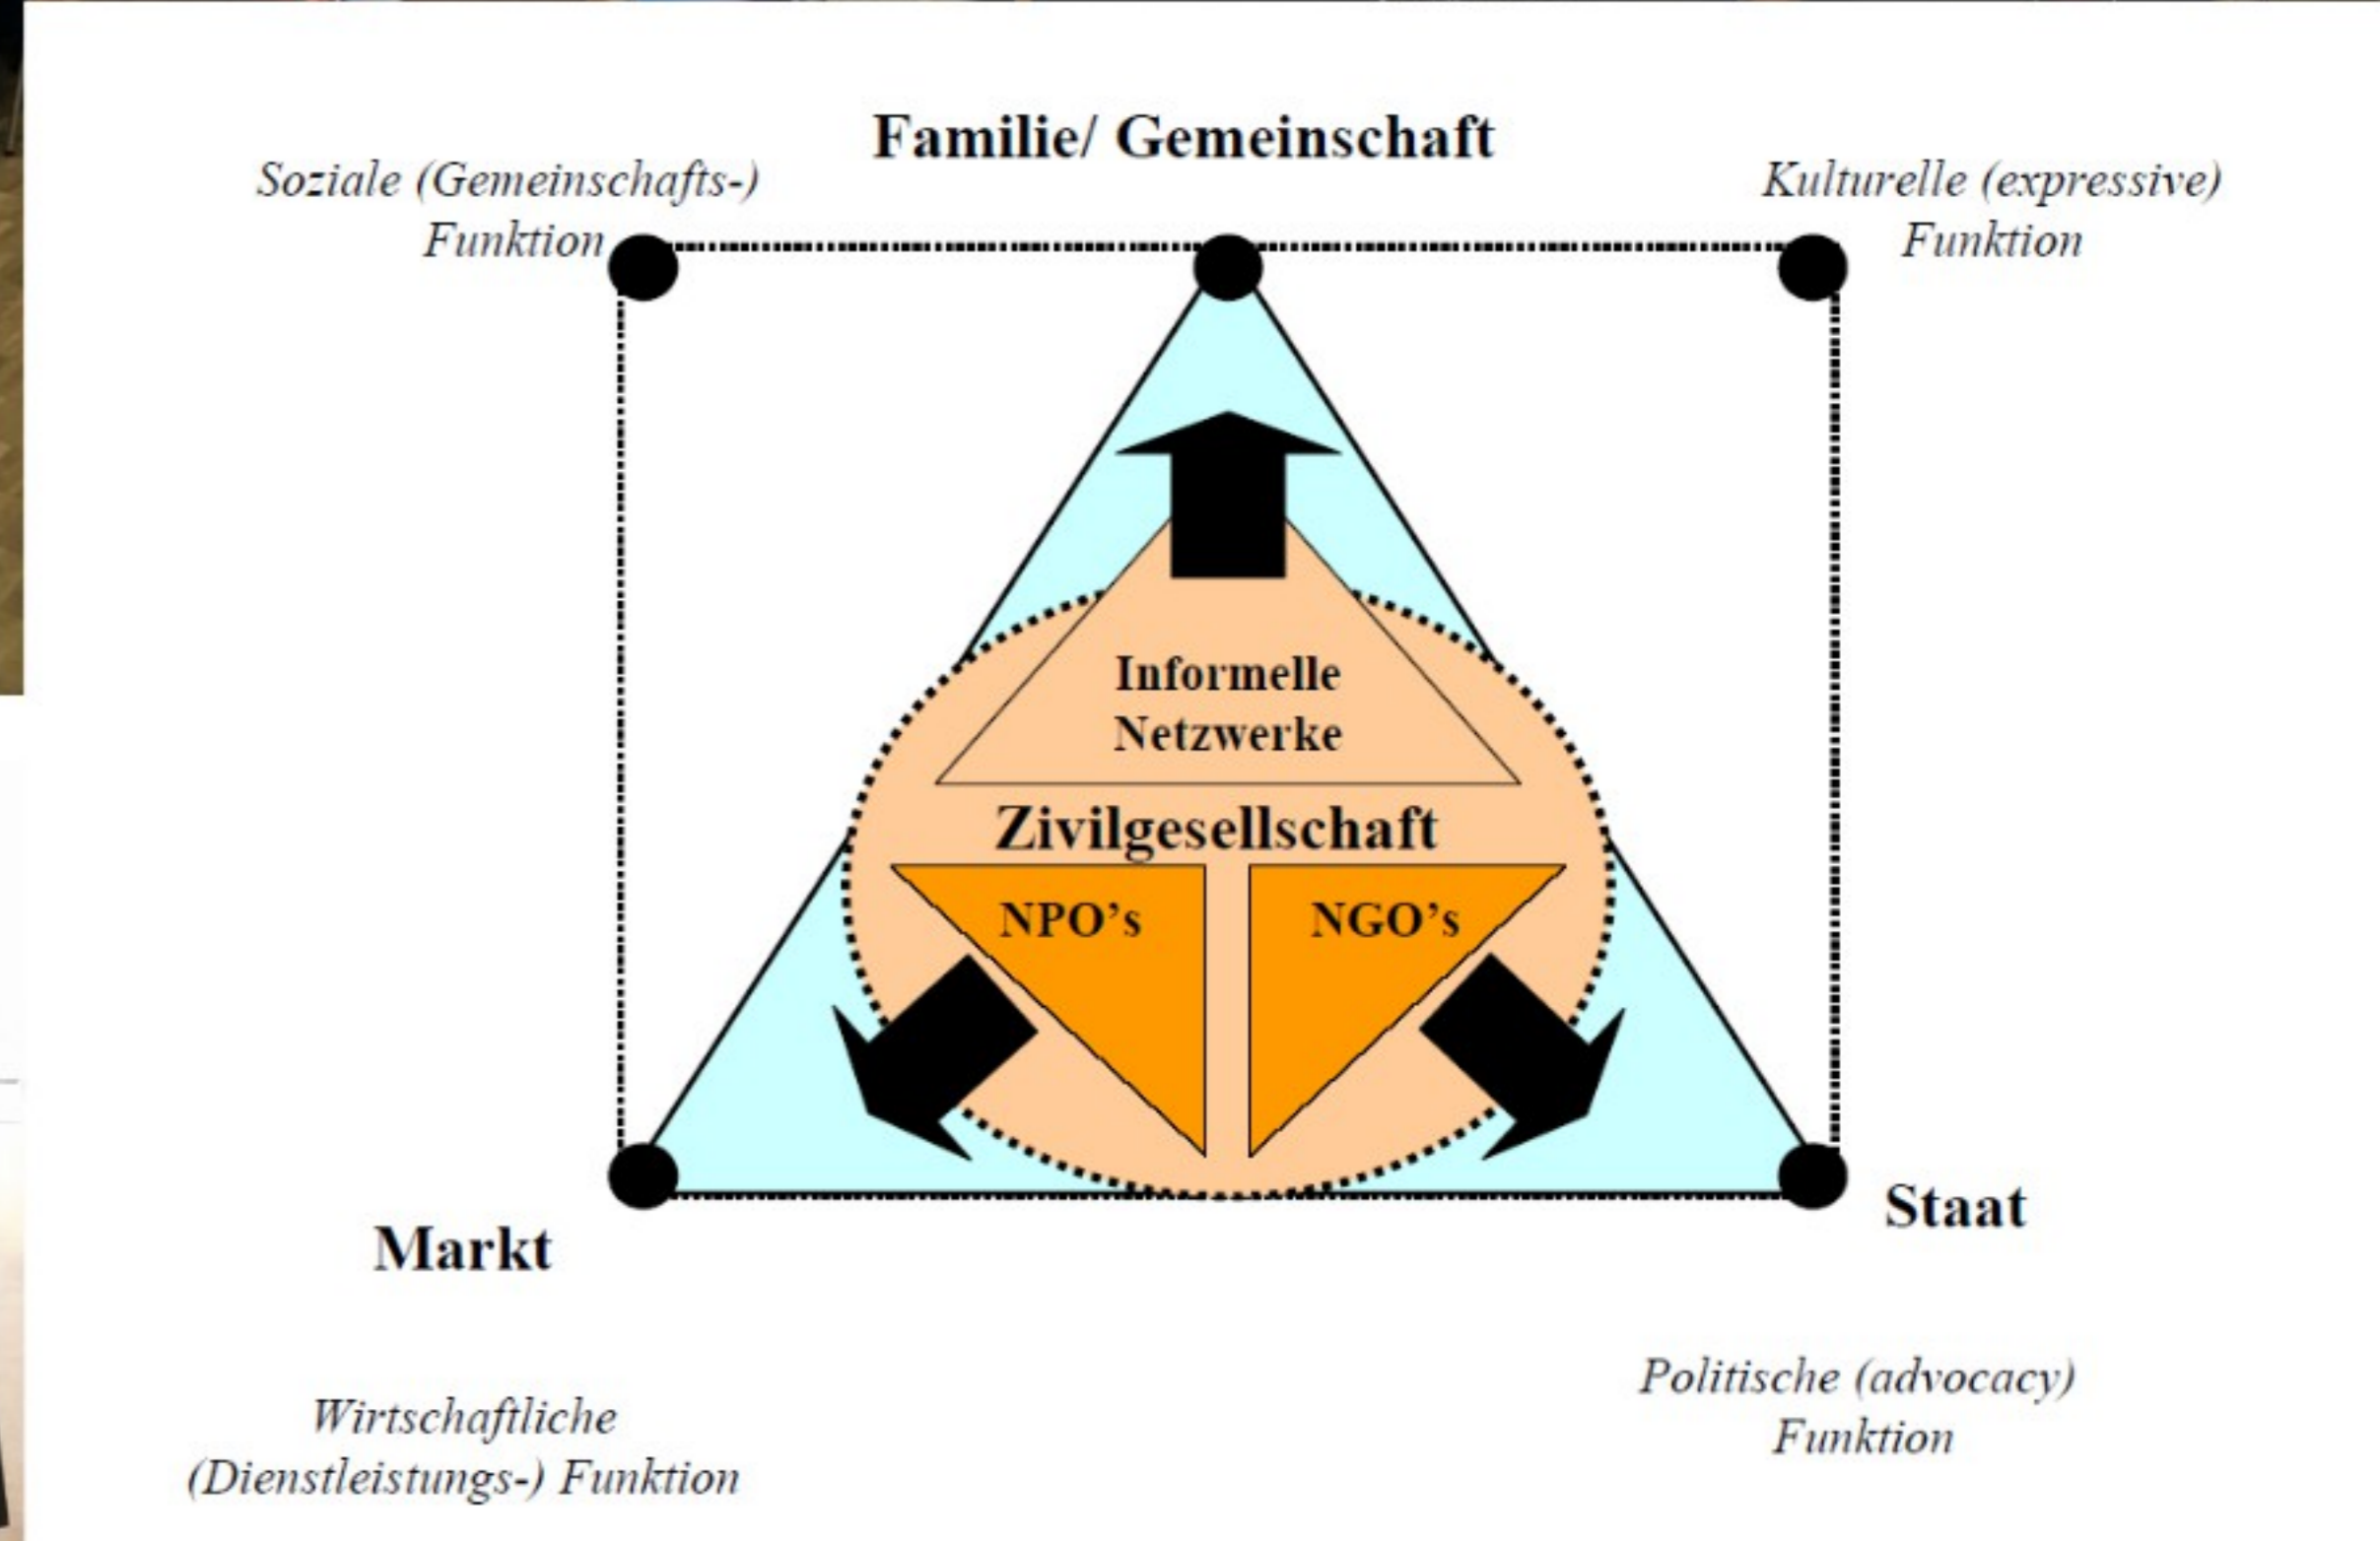 Familie/ Gemeinschaft
Soziale (Gemeinschafts-)
Funktion
Kulturelle (expressive)
Funktion
Informelle
Netzwerke
Zivilgesellschaft
NPO’s
NGO’s
Markt
Staat
Wirtschaftliche
(Dienstleistungs-) Funktion
Politische (advocacy)
Funktion